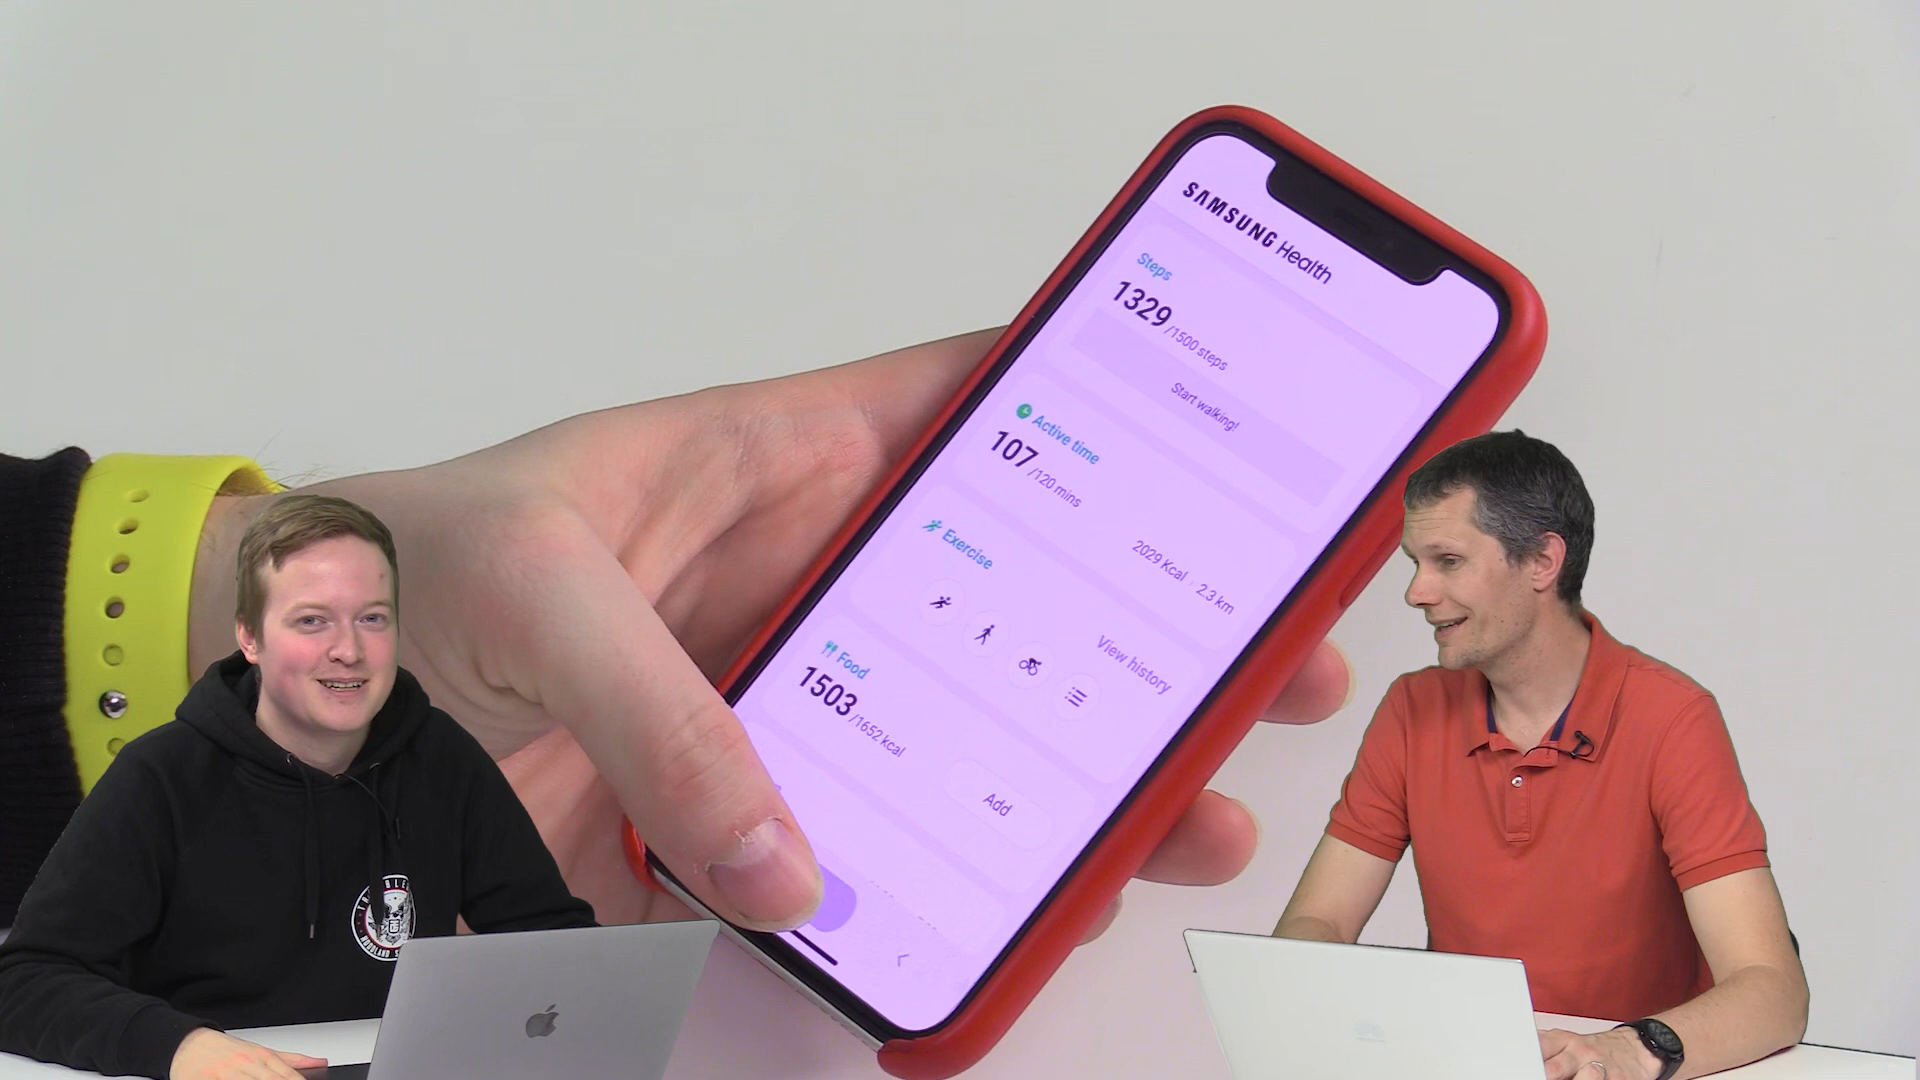 SAMSUNG Health
Steps
1329 /1500 steps
Start walking!
Active time
107 /120 mins
2029 Kcal 2.3 km
Exercise
View history
Food
1503 /1652 kcal
Add